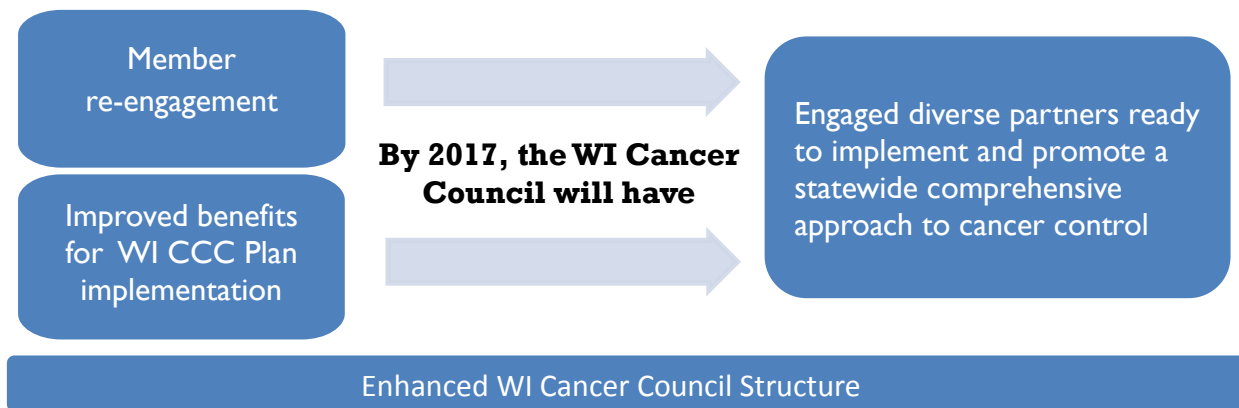 Member
re-engagement
Improved benefits
for WI CCC Plan
implementation
By 2017, the WI Cancer
Council will have
Engaged diverse partners ready
to implement and promote a
statewide comprehensive
approach to cancer control
Enhanced WI Cancer Council Structure